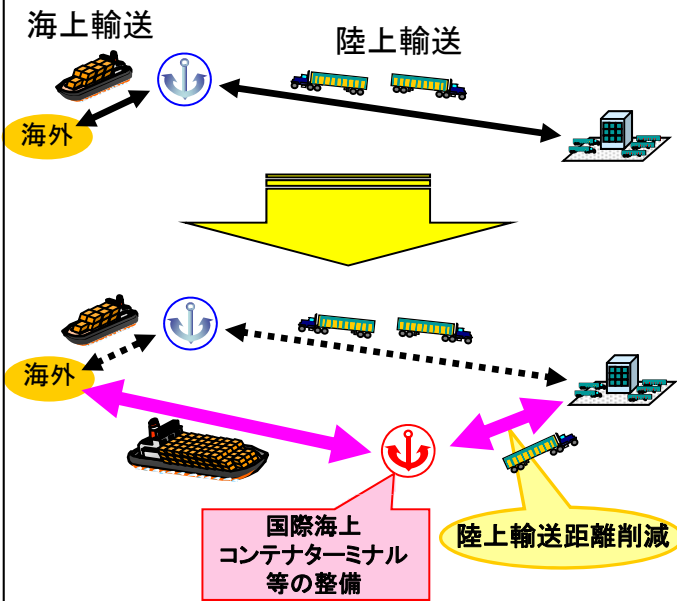 海上輸送
陸上輸送
海外
海外
国際海上
コンテナターミナル
等の整備
陸上輸送距離削減